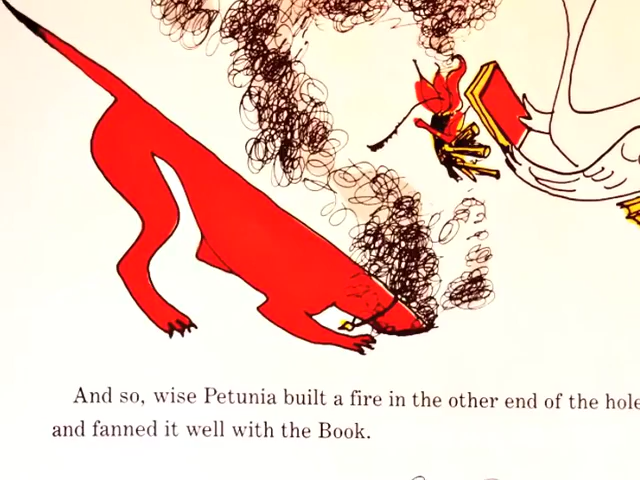 And so, wise Petunia built a fire in the other end of the hole
and fanned it well with the Book.